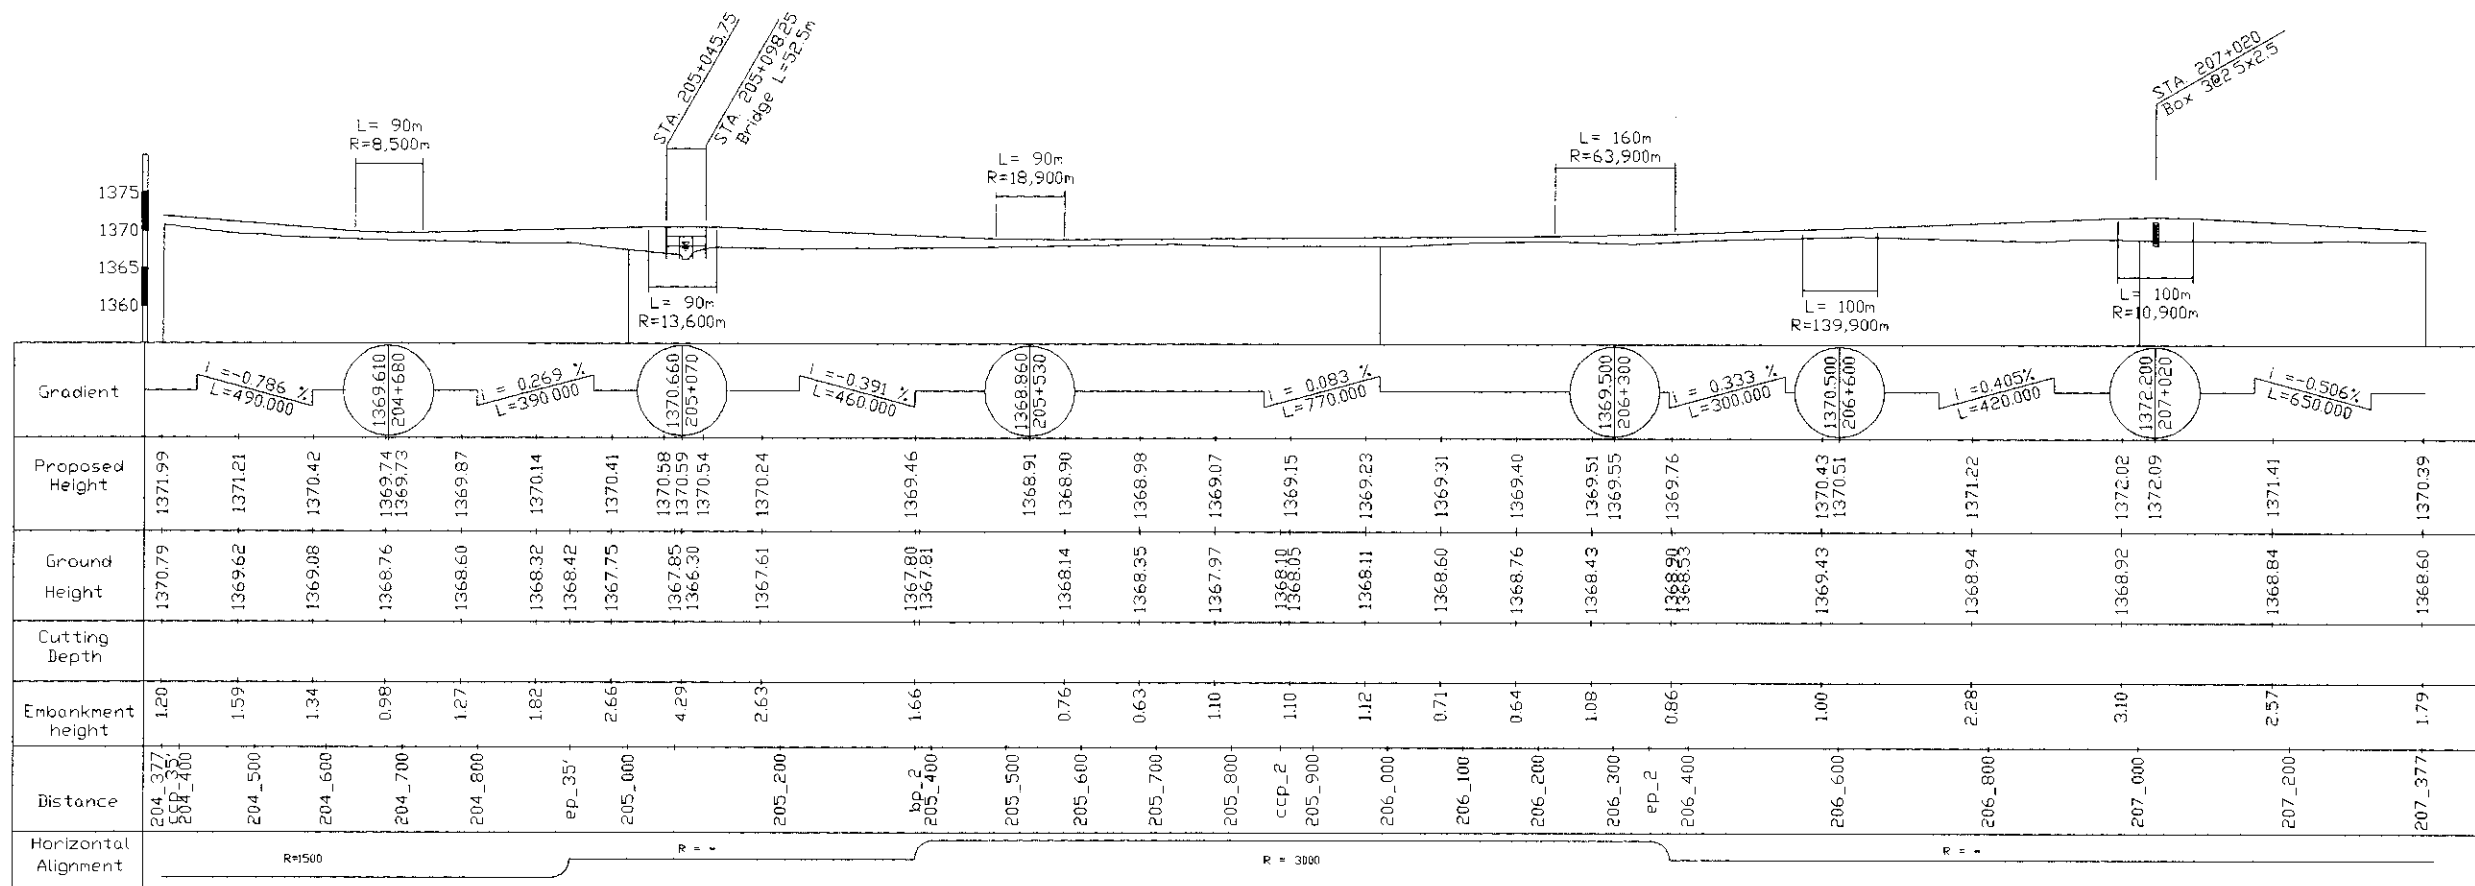 STA. 205+045.75
STA. 205+098.25
Bridge L=52.5m
STA. 207+020
Box 3@2.5x2.5
L= 90m
R=8,500m
L= 90m
R=18,900m
L= 160m
R=63,900m
1375
1370
1365
1360
L= 90m
R=13,600m
L= 100m
R=139,900m
L= 100m
R=10,900m
Gradient
i =-0.786 %
L=490.000
1369.610
204+680
i = 0.269 %
L=390.000
1370.660
205+070
i =-0.391 %
L=460.000
1368.860
205+530
i = 0.083 %
L=770.000
1369.500
206+300
i = 0.333 %
L=300.000
1370.500
206+600
i =0.405%
L=420.000
1372.200
207+020
i =-0.506%
L=650.000
Proposed
Height
1371.99
1371.21
1370.42
1369.74
1369.73
1369.87
1370.14
1370.41
1370.58
1370.59
1370.54
1370.24
1369.46
1368.91
1368.90
1368.98
1369.07
1369.15
1369.23
1369.31
1369.40
1369.51
1369.55
1369.76
1370.43
1370.51
1371.22
1372.02
1372.09
1371.41
1370.39
Ground
Height
1370.79
1369.62
1369.08
1368.76
1368.60
1368.32
1368.42
1367.75
1367.85
1366.30
1367.61
1367.80
1367.81
1368.14
1368.35
1367.97
1368.10
1368.05
1368.11
1368.60
1368.76
1368.43
1368.90
1368.53
1369.43
1368.94
1368.92
1368.84
1368.60
Cutting
Depth
Embankment
height
1.20
1.59
1.34
0.98
1.27
1.82
2.66
4.29
2.63
1.66
0.76
0.63
1.10
1.10
1.12
0.71
0.64
1.08
0.86
1.00
2.28
3.10
2.57
1.79
Distance
204_377
ccp_35'
204_400
204_500
204_600
204_700
204_800
ep_35'
205_000
205_200
bp_2
205_400
205_500
205_600
205_700
205_800
ccp_2
205_900
206_000
206_100
206_200
206_300
ep_2
206_400
206_600
206_800
207_000
207_200
207_377
Horizontal
Alignment
R=1500
R = ∞
R = 3000
R = ∞